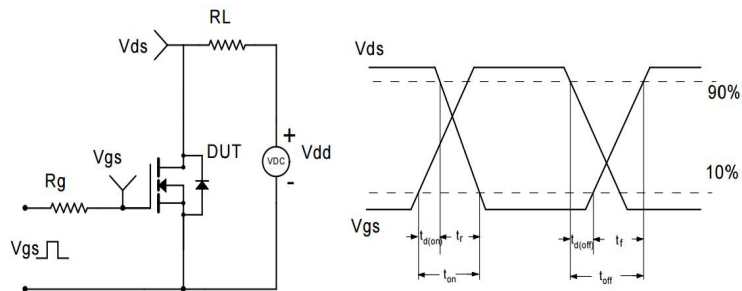 RL
Vds
Vgs
DUT
Rg
VDC
+
Vdd
-
Vgs
Vds
90%
10%
Vgs
td(on)
tr
td(off)
tf
ton
toff